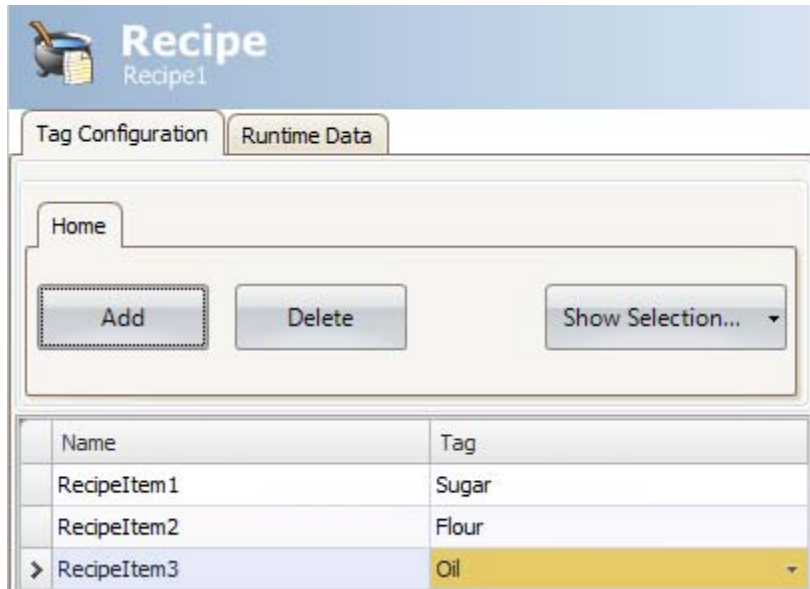 Recipe
Recipe1
Tag Configuration Runtime Data
Home
Add Delete Show Selection...
Name Tag
RecipeItem1 Sugar
RecipeItem2 Flour
RecipeItem3 Oil